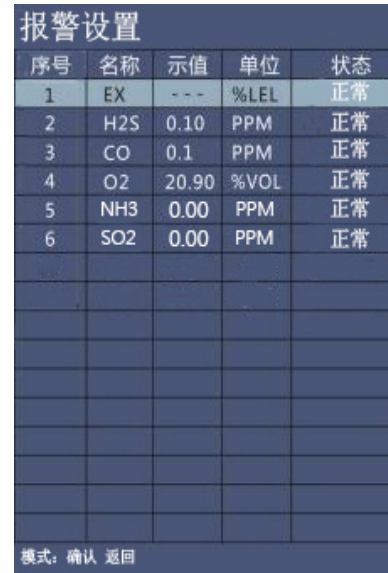 报警设置
序号 名称 示值 单位 状态
1 EX --- %LEL 正常
2 H2S 0.10 PPM 正常
3 CO 0.1 PPM 正常
4 O2 20.90 %VOL 正常
5 NH3 0.00 PPM 正常
6 SO2 0.00 PPM 正常
模式：确认 返回